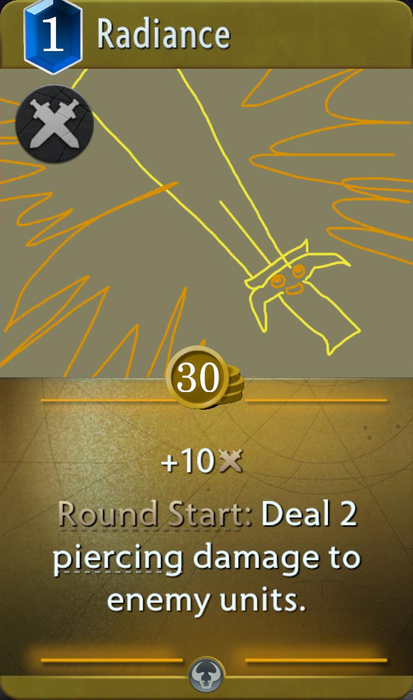 1 Radiance
30
+10
Round Start: Deal 2
piercing damage to
enemy units.